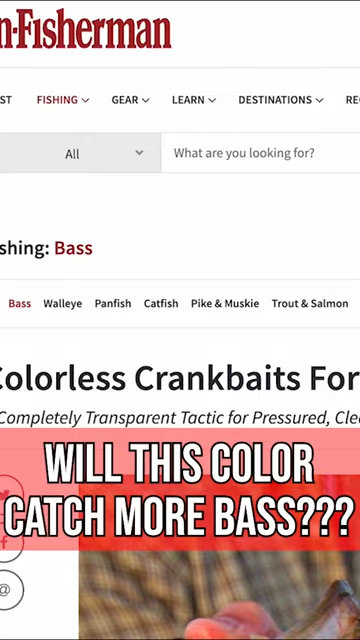 n-Fisherman
ST FISHING GEAR LEARN DESTINATIONS RE
All What are you looking for?
shing: Bass
Bass Walleye Panfish Catfish Pike & Muskie Trout & Salmon
Colorless Crankbaits For
Completely Transparent Tactic for Pressured, Clea
WILL THIS COLOR
CATCH MORE BASS???
@